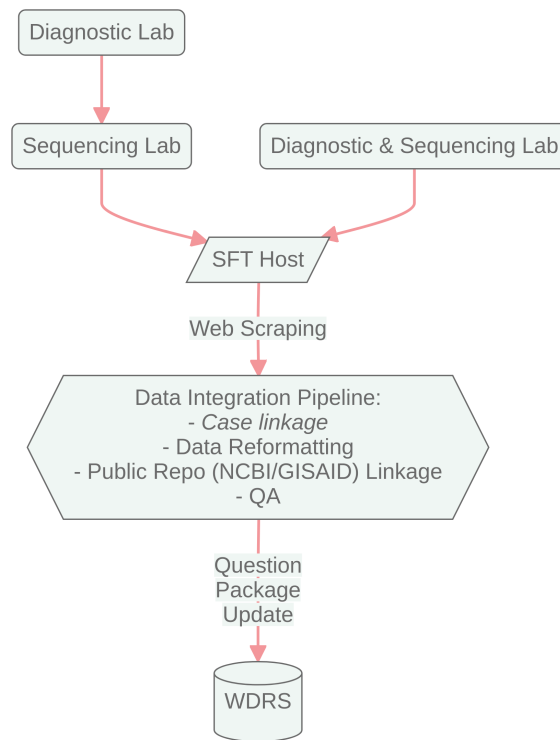 Diagnostic Lab
Sequencing Lab
Diagnostic & Sequencing Lab
SFT Host
Web Scraping
Data Integration Pipeline:
- Case linkage
- Data Reformatting
- Public Repo (NCBI/GISAID) Linkage
- QA
Question
Package
Update
WDRS